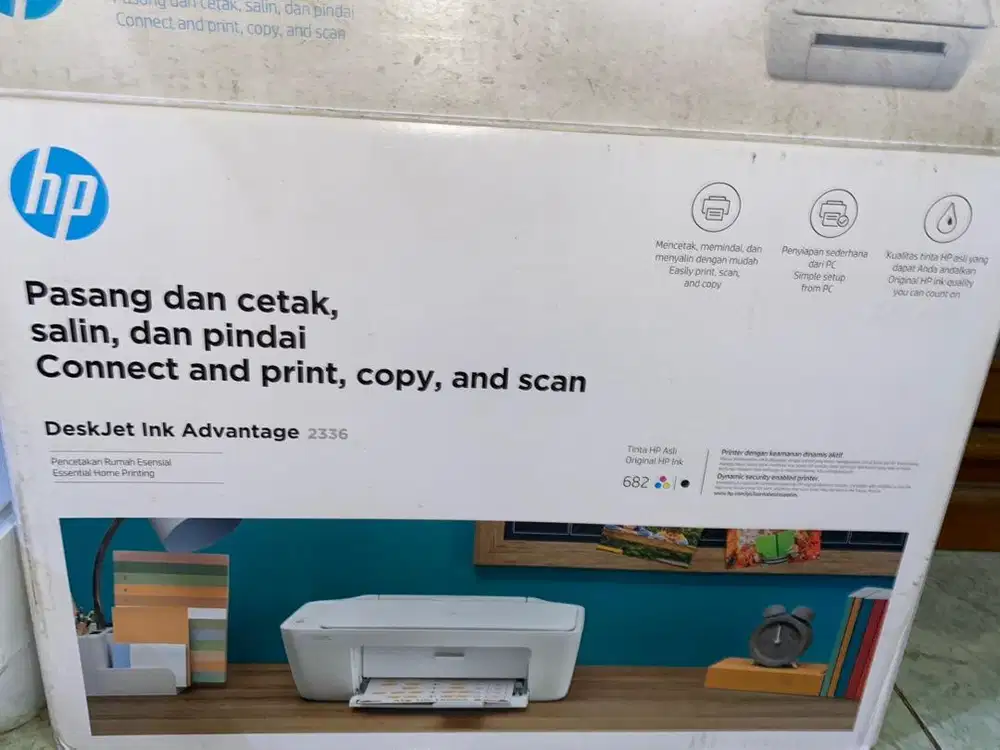 dan cetak, salin, dan pindai
Connect and print, copy, and scan
hp
Mencetak, memindai, dan
menyalin dengan mudah
Easily print, scan,
and copy
Penyiapan sederhana
dari PC
Simple setup
from PC
Kualitas tinta HP asli yang
dapat Anda andalkan
Original HP ink quality
you can count on
Pasang dan cetak,
salin, dan pindai
Connect and print, copy, and scan
DeskJet Ink Advantage 2336
Pencetakan Rumah Esensial
Essential Home Printing
Tinta HP Asli
Original HP Ink
682
Printer dengan keamanan dinamis aktif
Dynamic security enabled printer.